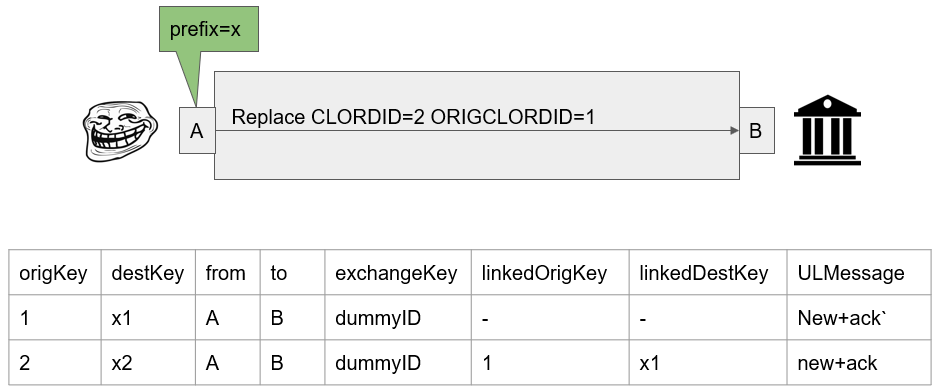 prefix=x
A
Replace CLORDID=2 ORIGCLORDID=1
B
origKey destKey from to exchangeKey linkedOrigKey linkedDestKey ULMessage
1 x1 A B dummyID - - New+ack`
2 x2 A B dummyID 1 x1 new+ack